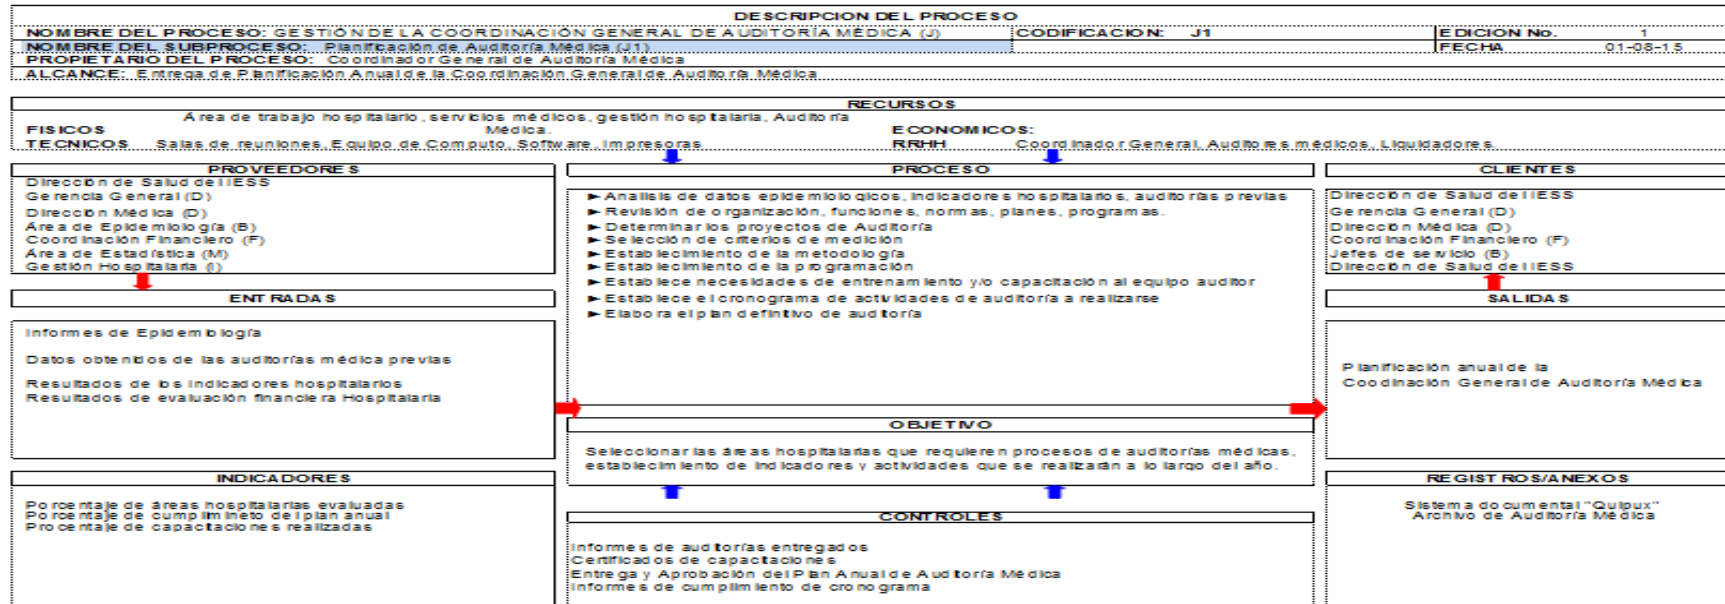 DESCRIPCION DEL PROCESO
NOMBRE DEL PROCESO: GESTIÓN DE LA COORDINACIÓN GENERAL DE AUDITORÍA MÉDICA (J)
CODIFICACION: J1
EDICION No. 1
NOMBRE DEL SUBPROCESO: Planificación de Auditoría Médica (J1)
FECHA 01-08-15
PROPIETARIO DEL PROCESO: Coordinador General de Auditoría Médica
ALCANCE: Entrega de Planificación Anual de la Coordinación General de Auditoría Médica
RECURSOS
FISICOS Área de trabajo hospitalario, servicios médicos, gestión hospitalaria, Auditoría
Médica.
ECONOMICOS:
TECNICOS Salas de reuniones, Equipo de Computo, Software, Impresoras
RRHH Coordinador General, Auditores médicos, Liquidadores.
PROVEEDORES
Dirección de Salud del IESS
Gerencia General (D)
Dirección Médica (D)
Área de Epidemiología (B)
Coordinación Financiero (F)
Área de Estadística (M)
Gestión Hospitalaria (I)
ENTRADAS
Informes de Epidemiología
Datos obtenidos de las auditorías médica previas
Resultados de los indicadores hospitalarios
Resultados de evaluación financiera Hospitalaria
INDICADORES
Porcentaje de áreas hospitalarias evaluadas
Porcentaje de cumplimineto del plan anual
Procentaje de capacitaciones realizadas
PROCESO
►Analisis de datos epidemiologicos, indicadores hospitalarios, auditorías previas
►Revisión de organización, funciones, normas, planes, programas.
►Determinar los proyectos de Auditoría
►Selección de criterios de medición
►Establecimiento de la metodología
►Establecimiento de la programación
►Establece necesidades de entrenamiento y/o capacitación al equipo auditor
►Establece el cronograma de actividades de auditoría a realizarse
►Elabora el plan definitivo de auditoría
OBJETIVO
Seleccionar las áreas hospitalarias que requieren procesos de auditorías médicas,
establecimiento de indicadores y actividades que se realizarán a lo largo del año.
CONTROLES
Informes de auditorías entregados
Certificados de capacitaciones
Entrega y Aprobación del Plan Anual de Auditoría Médica
Informes de cumplimiento de cronograma
CLIENTES
Dirección de Salud del IESS
Gerencia General (D)
Dirección Médica (D)
Coordinación Financiero (F)
Jefes de servicio (B)
Dirección de Salud del IESS
SALIDAS
Planificación anual de la
Coodinación General de Auditoría Médica
REGISTROS/ANEXOS
Sistema documental "Quipux"
Archivo de Auditoría Médica